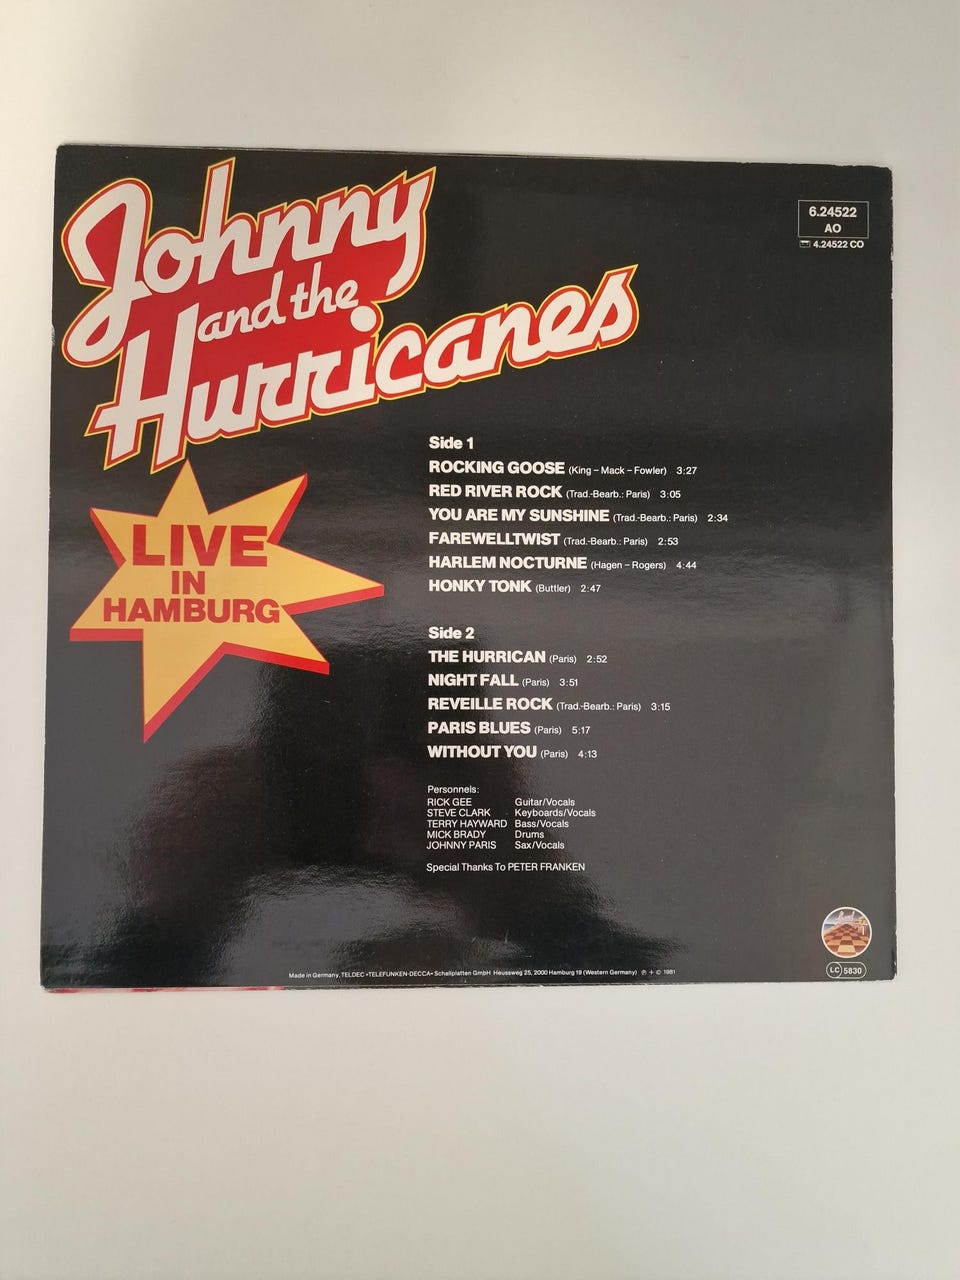 Johnny
and the
Hurricanes
6.24522
AO
4.24522 CO
LIVE
IN
HAMBURG
Side 1
ROCKING GOOSE (King – Mack – Fowler) 3:27
RED RIVER ROCK (Trad.-Bearb.: Paris) 3:05
YOU ARE MY SUNSHINE (Trad.-Bearb.: Paris) 2:34
FAREWELLTWIST (Trad.-Bearb.: Paris) 2:53
HARLEM NOCTURNE (Hagen – Rogers) 4:44
HONKY TONK (Buttler) 2:47
Side 2
THE HURRICAN (Paris) 2:52
NIGHT FALL (Paris) 3:51
REVEILLE ROCK (Trad.-Bearb.: Paris) 3:15
PARIS BLUES (Paris) 5:17
WITHOUT YOU (Paris) 4:13
Personnels:
RICK GEE Guitar/Vocals
STEVE CLARK Keyboards/Vocals
TERRY HAYWARD Bass/Vocals
MICK BRADY Drums
JOHNNY PARIS Sax/Vocals
Special Thanks To PETER FRANKEN
Made in Germany, TELDEC »TELEFUNKEN-DECCA« Schallplatten GmbH Heussweg 25, 2000 Hamburg 19 (Western Germany) ℗ + © 1981
LC 5830